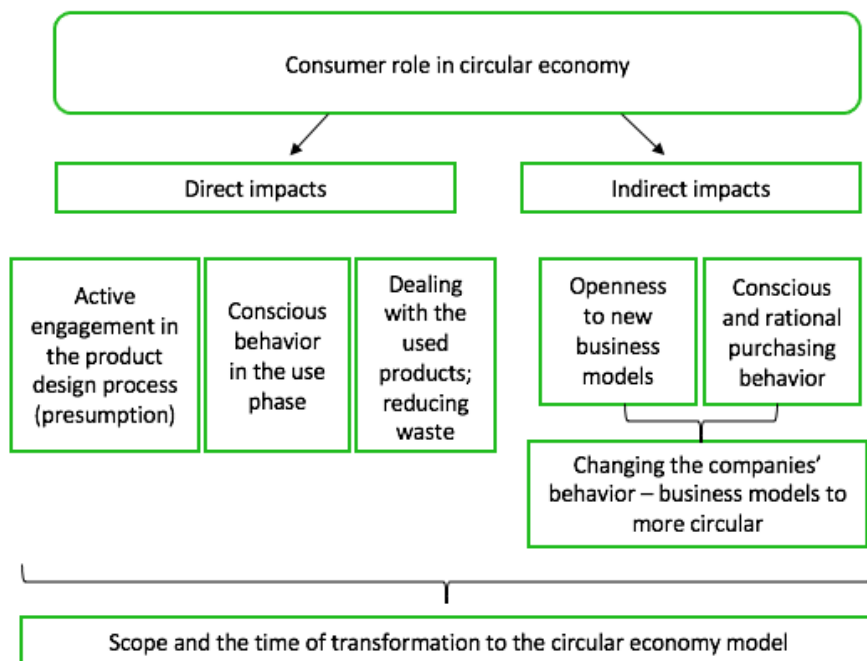 Consumer role in circular economy
Direct impacts
Indirect impacts
Active
engagement in
the product
design process
(presumption)
Conscious
behavior
in the use
phase
Dealing
with the
used
products;
reducing
waste
Openness
to new
business
models
Conscious
and rational
purchasing
behavior
Changing the companies’
behavior – business models to
more circular
Scope and the time of transformation to the circular economy model